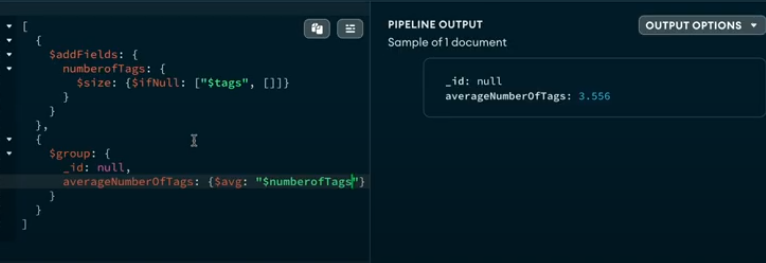 [
{
$addFields: {
numberofTags: {
$size: {$ifNull: ["$tags", []]}
}
}
},
{
$group: {
_id: null,
averageNumberOfTags: {$avg: "$numberofTags"}
}
}
]
PIPELINE OUTPUT
Sample of 1 document
OUTPUT OPTIONS
_id: null
averageNumberOfTags: 3.556